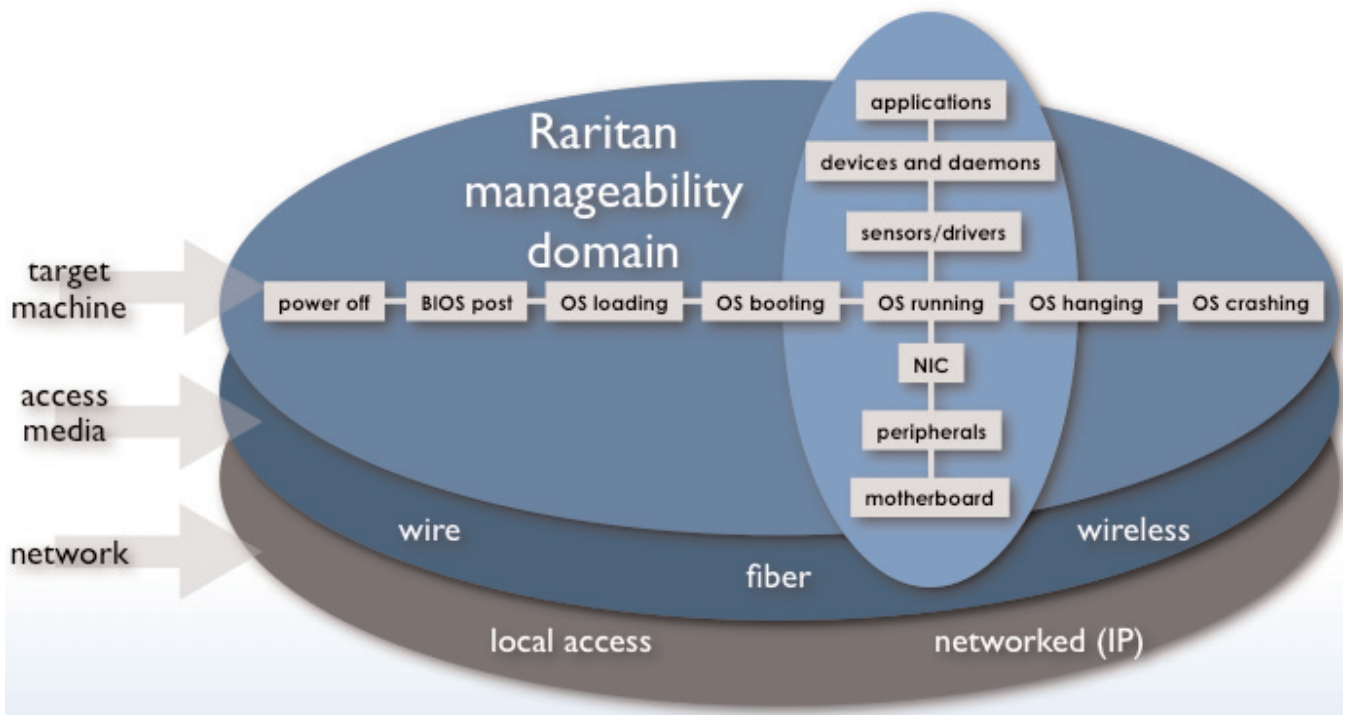 applications
Raritan
manageability
domain
devices and daemons
sensors/drivers
target
machine
power off
BIOS post
OS loading
OS booting
OS running
OS hanging
OS crashing
NIC
access
media
peripherals
motherboard
wire
wireless
network
fiber
local access
networked (IP)